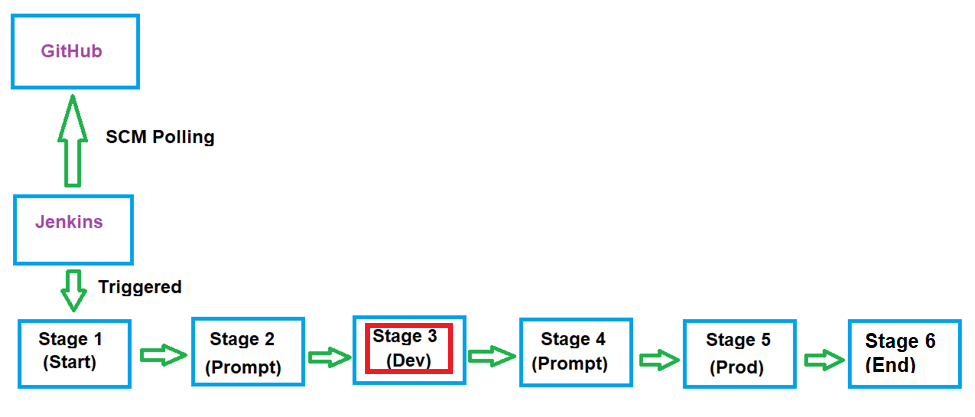 GitHub
SCM Polling
Jenkins
Triggered
Stage 1
(Start)
Stage 2
(Prompt)
Stage 3
(Dev)
Stage 4
(Prompt)
Stage 5
(Prod)
Stage 6
(End)